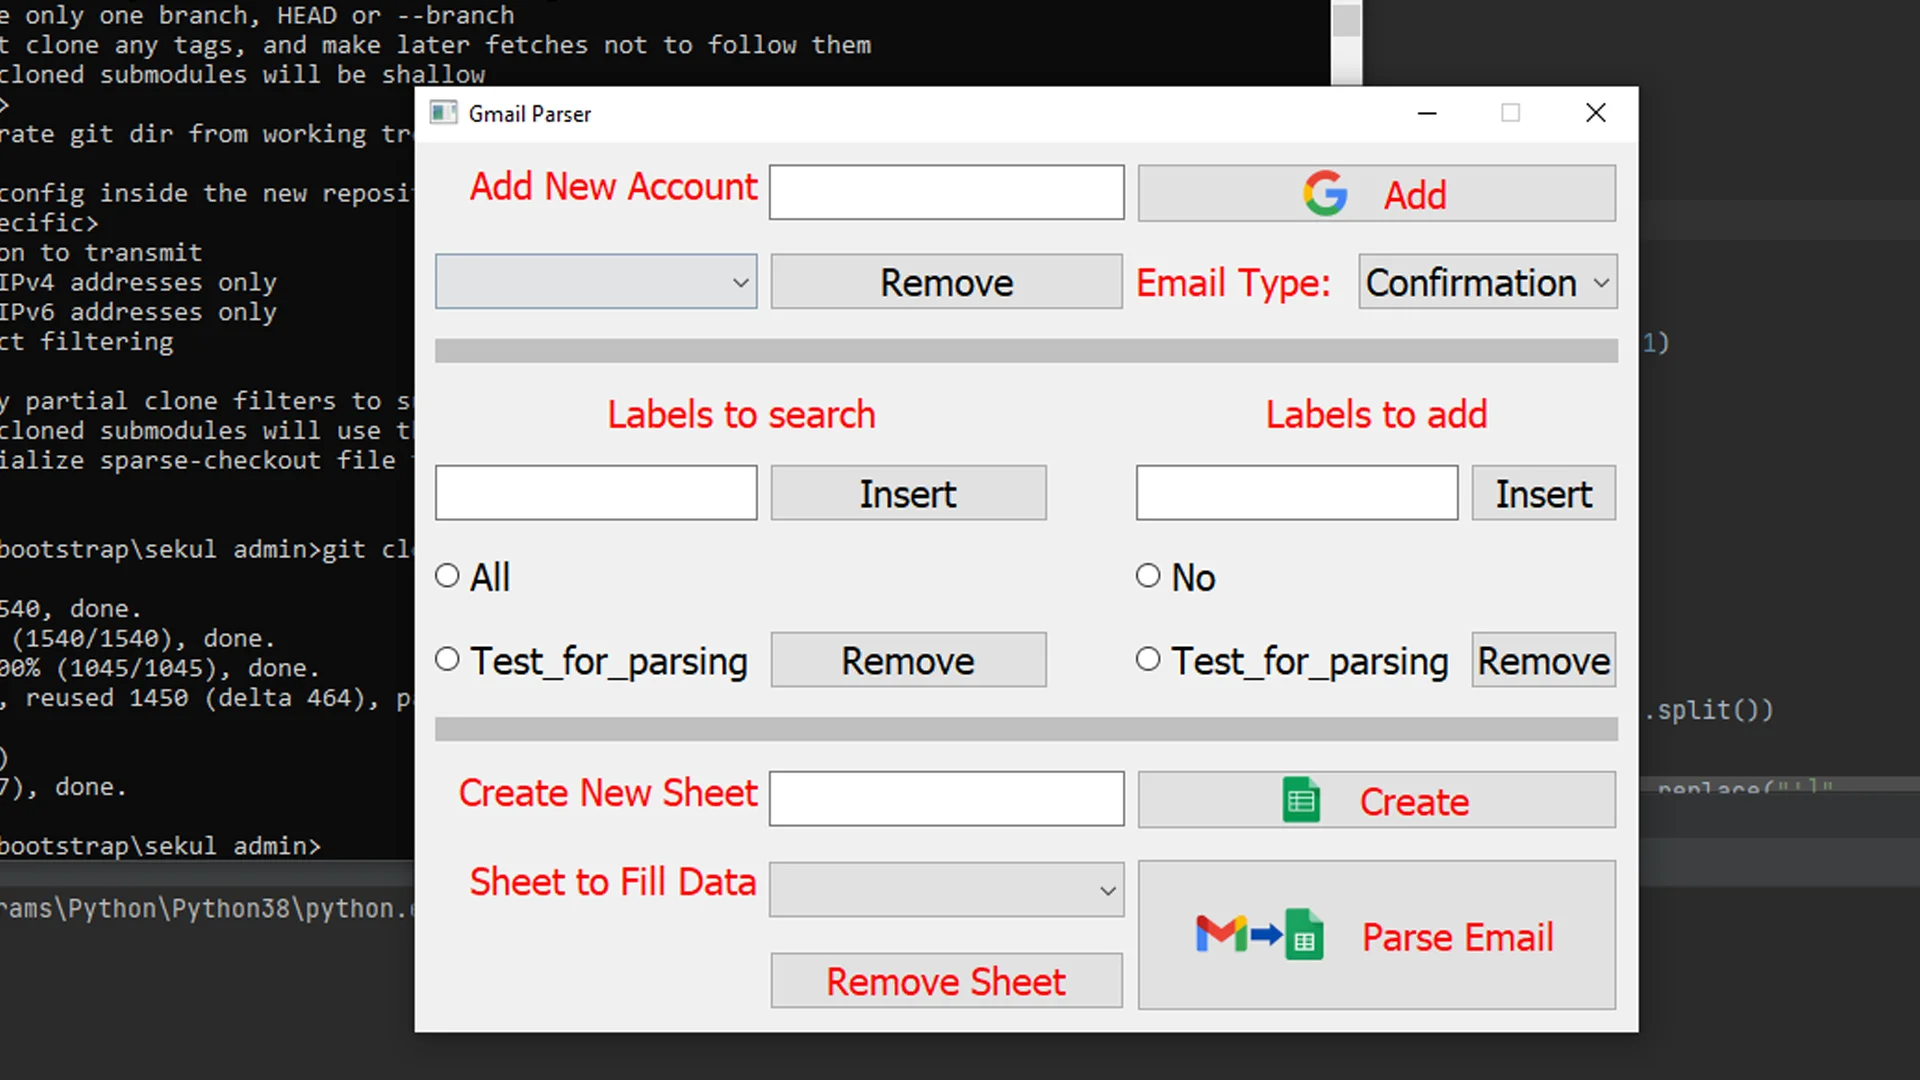 e only one branch, HEAD or --branch
t clone any tags, and make later fetches not to follow them
cloned submodules will be shallow
>
rate git dir from working tre
config inside the new reposit
ecific>
on to transmit
IPv4 addresses only
IPv6 addresses only
ct filtering
y partial clone filters to s
cloned submodules will use th
ialize sparse-checkout file
bootstrap\sekul admin>git cl
540, done.
(1540/1540), done.
00% (1045/1045), done.
, reused 1450 (delta 464), pa
)
7), done.
bootstrap\sekul admin>
rams\Python\Python38\python.e
Gmail Parser
Add New Account
Add
Remove
Email Type:
Confirmation
Labels to search
Labels to add
Insert
Insert
All
No
Test_for_parsing
Remove
Test_for_parsing
Remove
Create New Sheet
Create
Sheet to Fill Data
Parse Email
Remove Sheet
1)
.split())
replace("']"